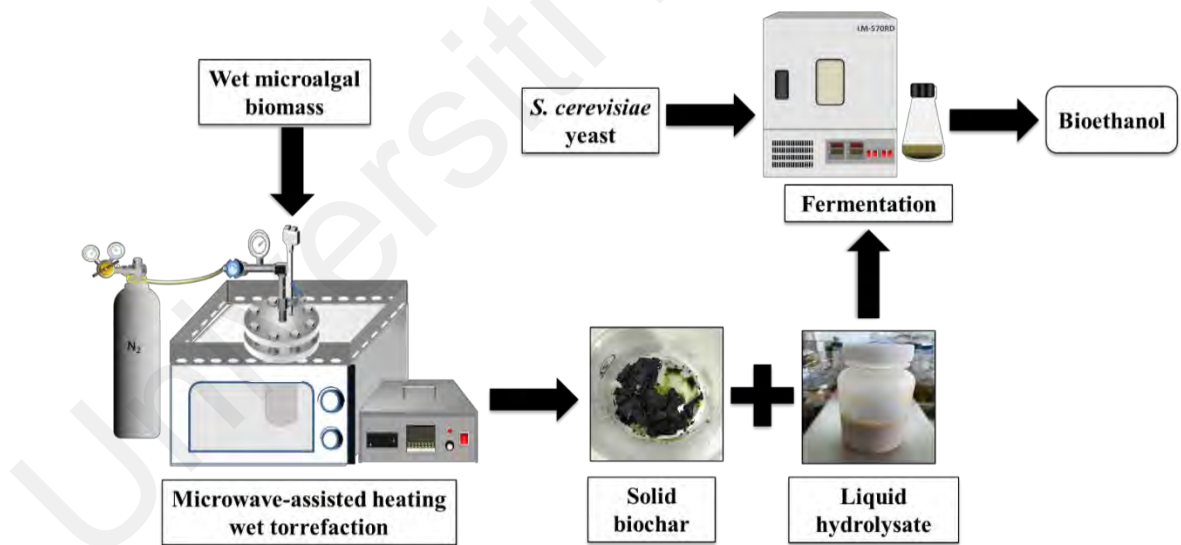 Wet microalgal
biomass
S. cerevisiae
yeast
LM-570RD
Bioethanol
Fermentation
N2
Microwave-assisted heating
wet torrefaction
Solid
biochar
Liquid
hydrolysate
Universiti